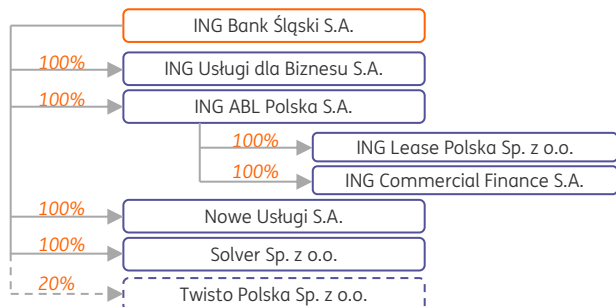 ING Bank Śląski S.A.
100% ING Usługi dla Biznesu S.A.
100% ING ABL Polska S.A.
100% ING Lease Polska Sp. z o.o.
100% ING Commercial Finance S.A.
100% Nowe Usługi S.A.
100% Solver Sp. z o.o.
20% Twisto Polska Sp. z o.o.